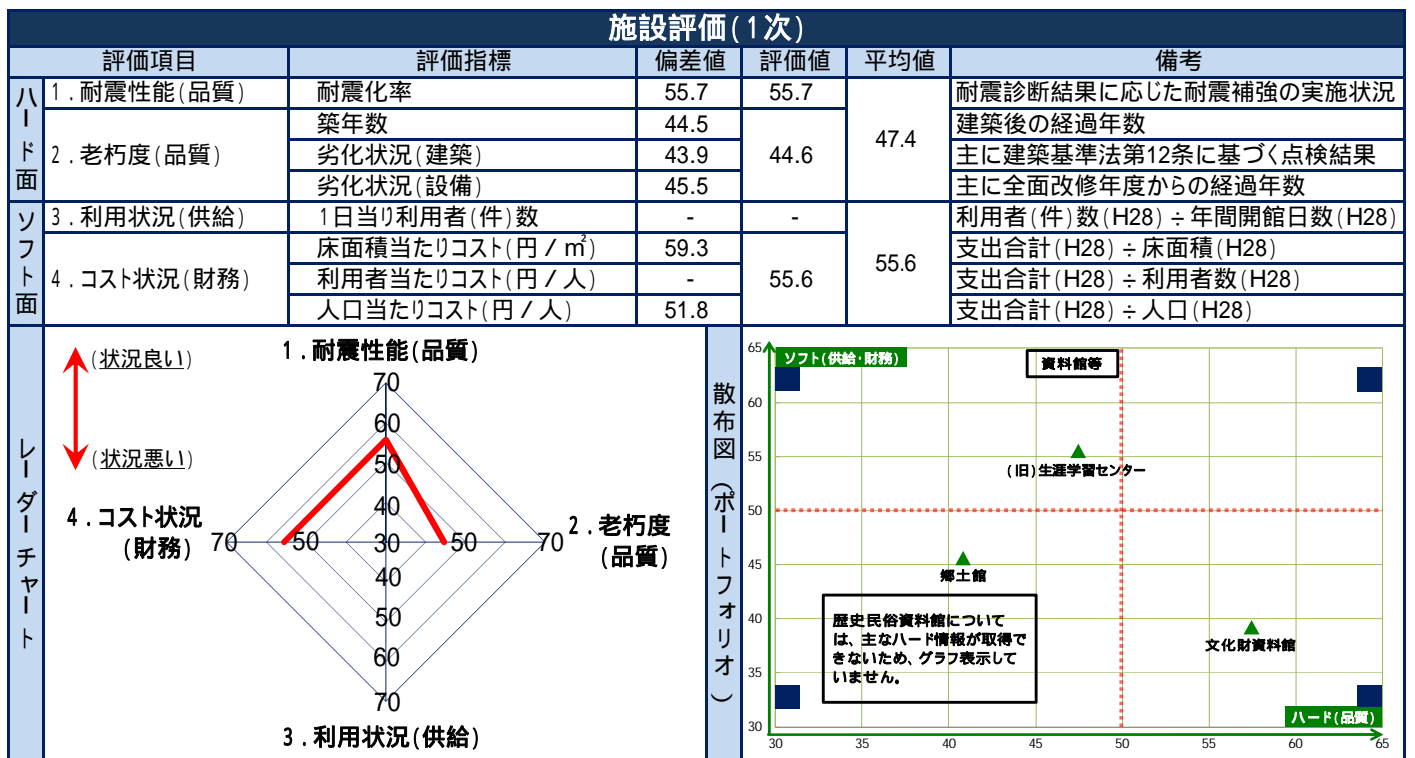 施設評価(1次)
評価項目 評価指標 偏差値 評価値 平均値 備考
ハード面
1.耐震性能(品質) 耐震化率 55.7 55.7 47.4 耐震診断結果に応じた耐震補強の実施状況
2.老朽度(品質) 築年数 44.5 44.6 建築後の経過年数
劣化状況(建築) 43.9 主に建築基準法第12条に基づく点検結果
劣化状況(設備) 45.5 主に全面改修年度からの経過年数
ソフト面
3.利用状況(供給) 1日当り利用者(件)数 - - 55.6 利用者(件)数(H28)÷年間開館日数(H28)
4.コスト状況(財務) 床面積当たりコスト(円/㎡) 59.3 55.6 支出合計(H28)÷床面積(H28)
利用者当たりコスト(円/人) - 支出合計(H28)÷利用者数(H28)
人口当たりコスト(円/人) 51.8 支出合計(H28)÷人口(H28)
レーダーチャート
(状況良い)
(状況悪い)
1.耐震性能(品質)
70
60
50
40
4.コスト状況
(財務)
70 50 30 50 70
2.老朽度
(品質)
40
50
60
70
3.利用状況(供給)
散布図(ポートフォリオ)
65
ソフト(供給・財務)
資料館等
60
55
(旧)生涯学習センター
50
45
郷土館
40
歴史民俗資料館について
は、主なハード情報が取得で
きないため、グラフ表示して
いません。
文化財資料館
35
ハード(品質)
30
30 35 40 45 50 55 60 65